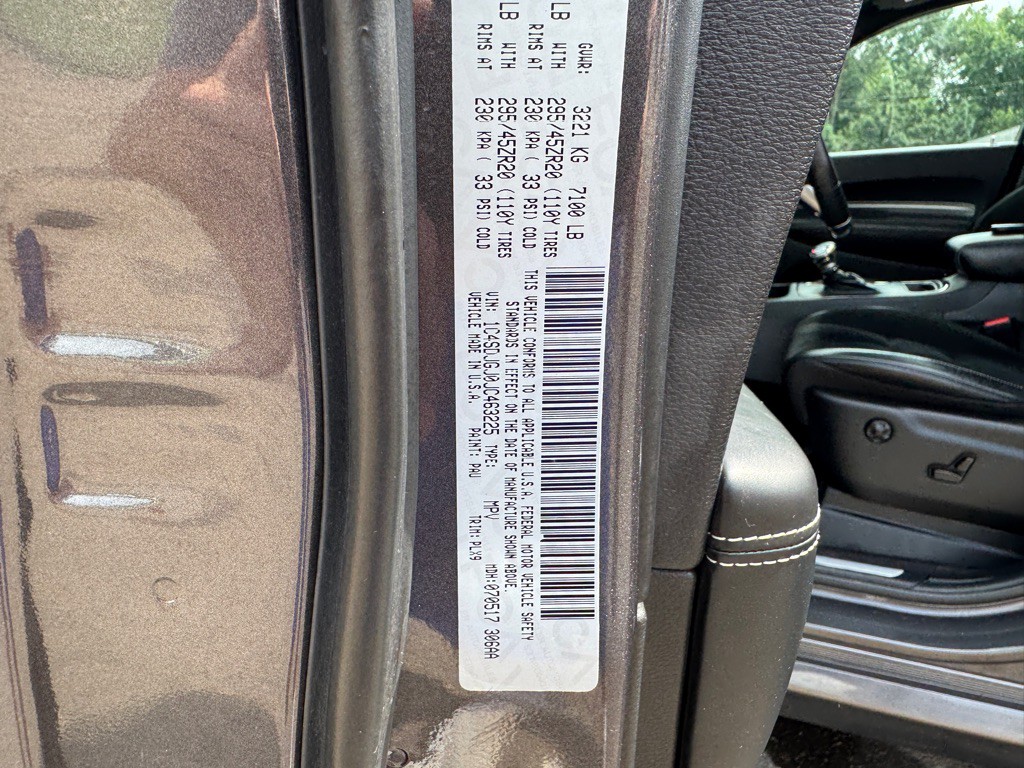 GVWR: 3221 KG 7100 LB
LB WITH 295/45ZR20 (110Y TIRES
RIMS AT 230 KPA ( 33 PSI) COLD
LB WITH 295/45ZR20 (110Y TIRES
RIMS AT 230 KPA ( 33 PSI) COLD
THIS VEHICLE CONFORMS TO ALL APPLICABLE U.S.A. FEDERAL MOTOR VEHICLE SAFETY
STANDARDS IN EFFECT ON THE DATE OF MANUFACTURE SHOWN ABOVE.
VIN: 1C4SDJGJ0JC463225 TYPE: MPV MDH:070517 306AA
VEHICLE MADE IN U.S.A. PAINT: PAU TRIM:PLX9